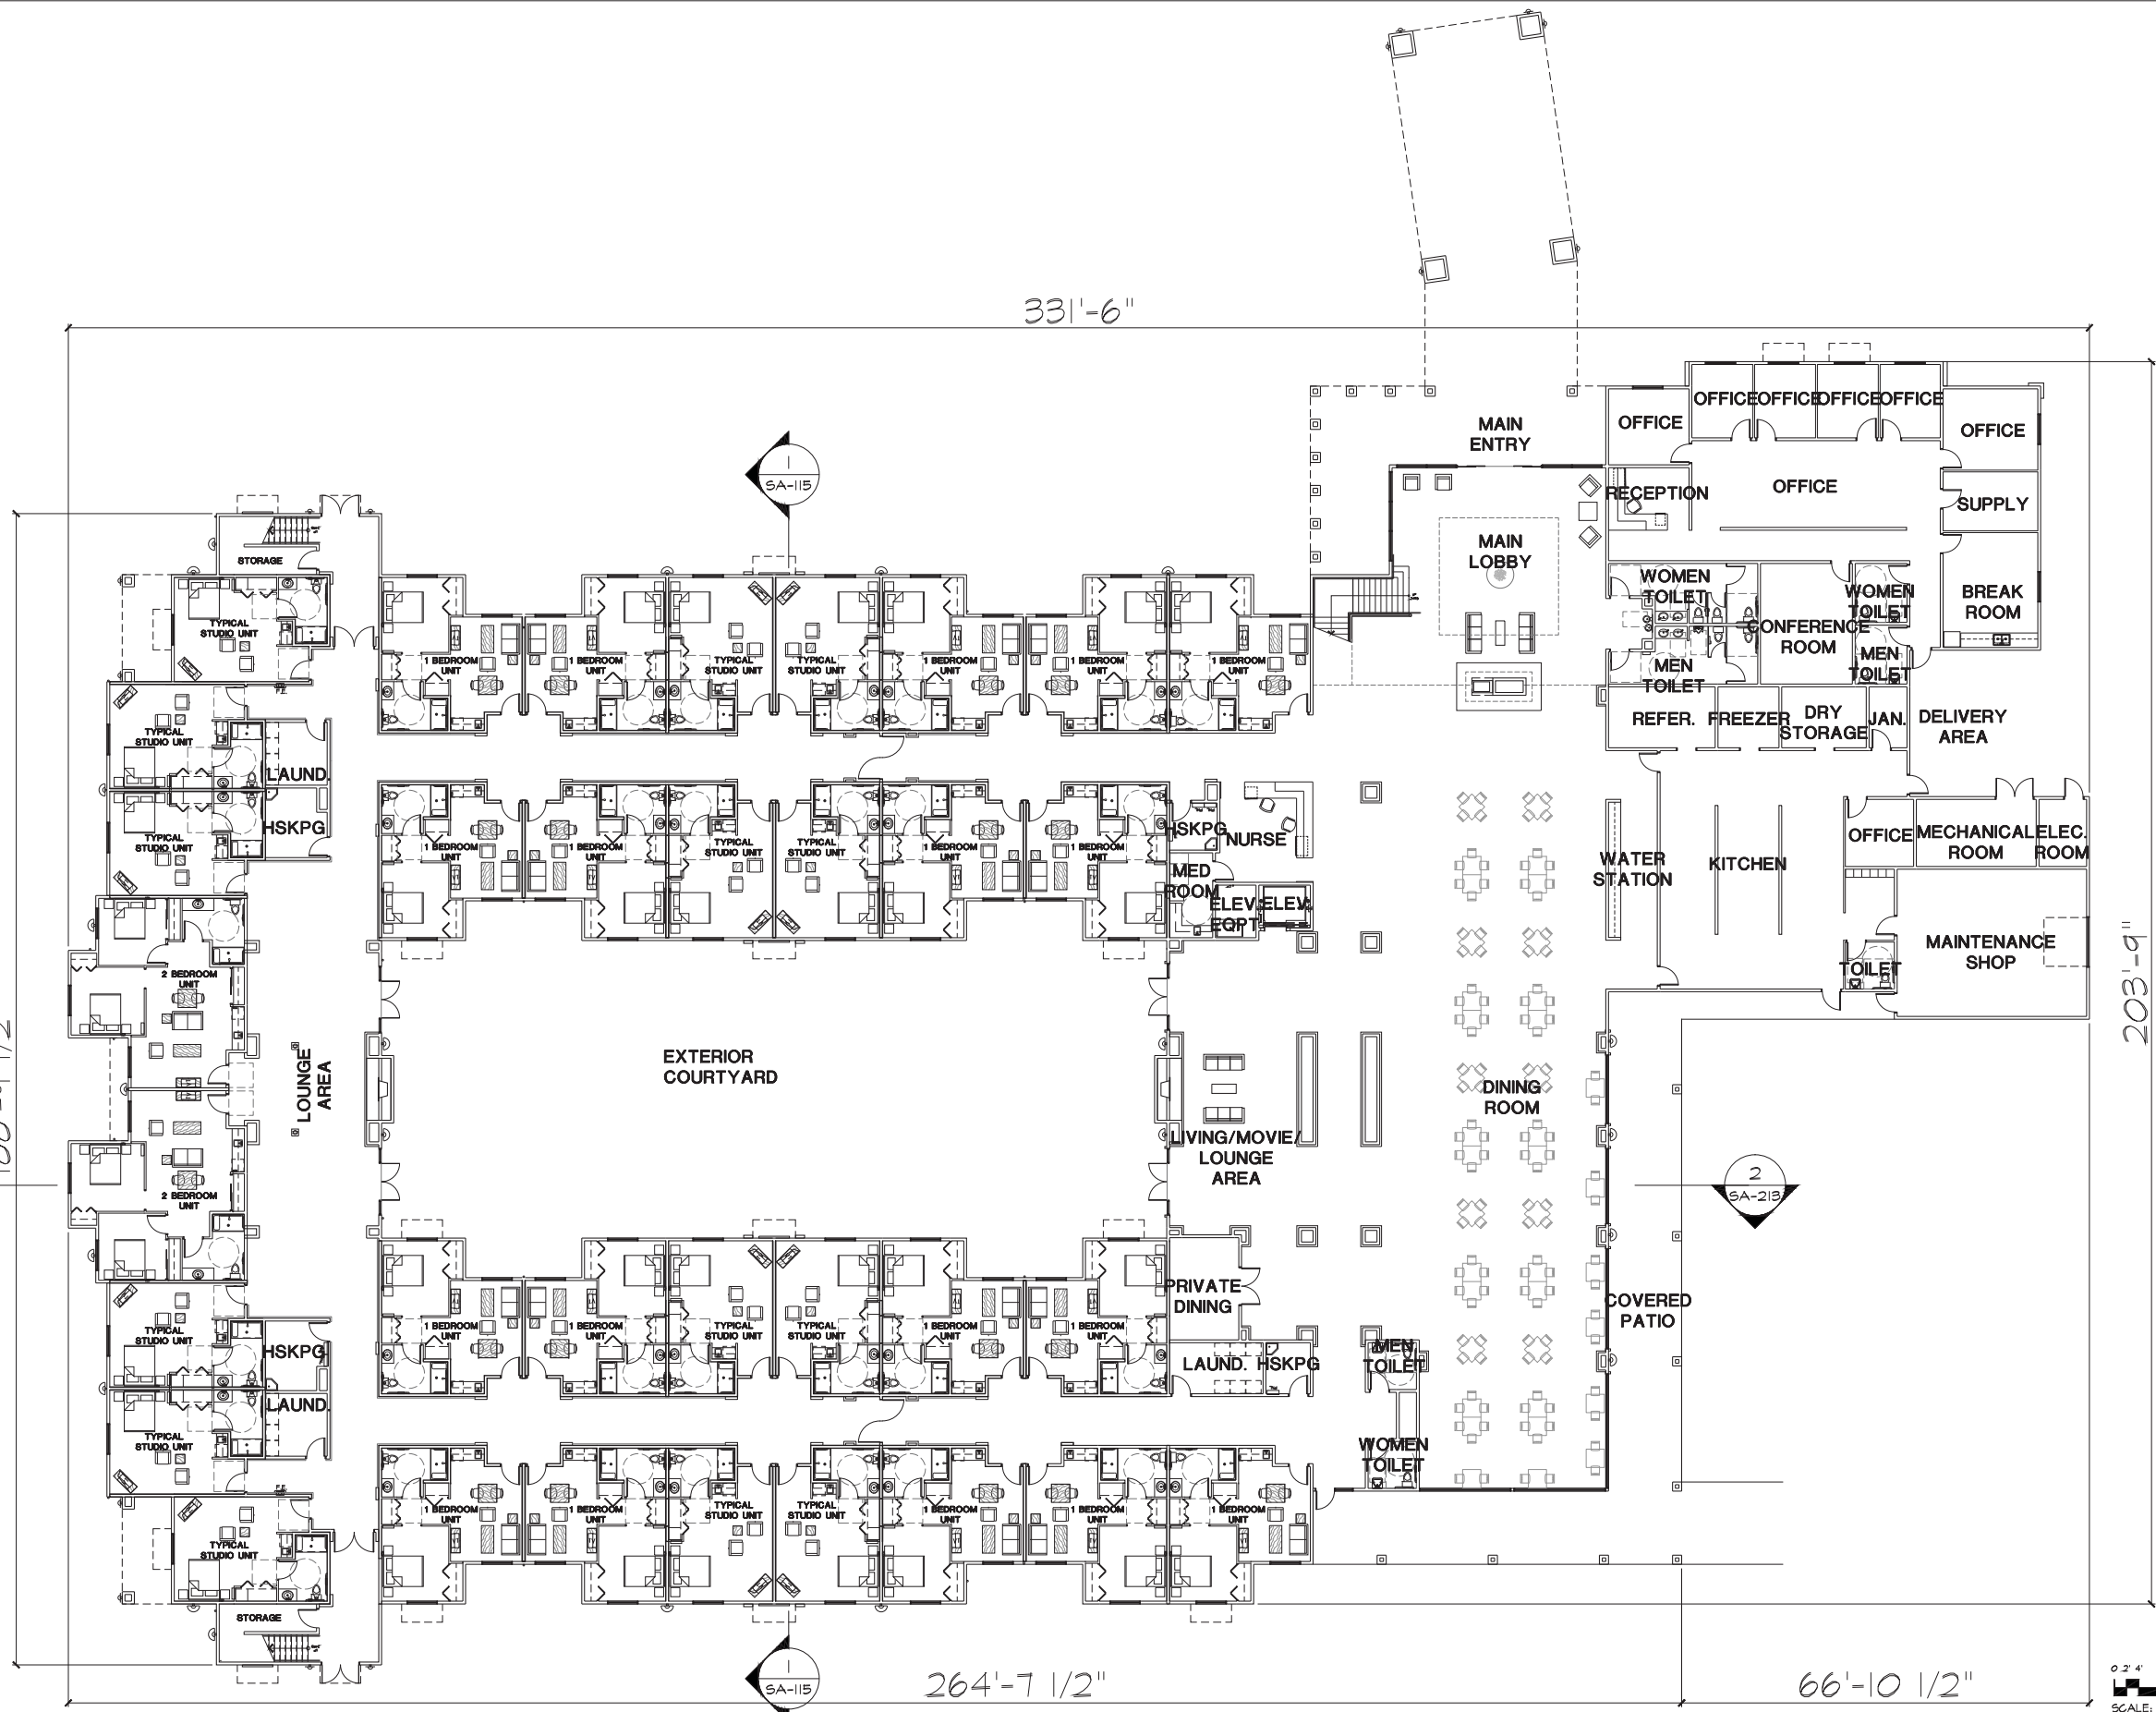 331'-6"
MAIN
ENTRY
OFFICE
OFFICE
OFFICE
OFFICE
OFFICE
OFFICE
OFFICE
RECEPTION
SUPPLY
MAIN
LOBBY
WOMEN
TOILET
MEN
TOILET
CONFERENCE
ROOM
WOMEN
TOILET
MEN
TOILET
BREAK
ROOM
REFER.
FREEZER
DRY
STORAGE
JAN.
DELIVERY
AREA
1
SA-115
STORAGE
TYPICAL
STUDIO UNIT
1 BEDROOM
UNIT
1 BEDROOM
UNIT
TYPICAL
STUDIO UNIT
TYPICAL
STUDIO UNIT
1 BEDROOM
UNIT
1 BEDROOM
UNIT
1 BEDROOM
UNIT
TYPICAL
STUDIO UNIT
LAUND.
TYPICAL
STUDIO UNIT
HSKPG
1 BEDROOM
UNIT
1 BEDROOM
UNIT
TYPICAL
STUDIO UNIT
TYPICAL
STUDIO UNIT
1 BEDROOM
UNIT
1 BEDROOM
UNIT
HSKPG
NURSE
MED
ROOM
ELEV.
EQPT
ELEV.
WATER
STATION
KITCHEN
OFFICE
MECHANICAL
ROOM
ELEC.
ROOM
TOILET
MAINTENANCE
SHOP
203'-9"
2 BEDROOM
UNIT
LOUNGE
AREA
EXTERIOR
COURTYARD
LIVING/MOVIE/
LOUNGE
AREA
DINING
ROOM
2
SA-213
2 BEDROOM
UNIT
TYPICAL
STUDIO UNIT
HSKPG
TYPICAL
STUDIO UNIT
LAUND.
1 BEDROOM
UNIT
1 BEDROOM
UNIT
TYPICAL
STUDIO UNIT
TYPICAL
STUDIO UNIT
1 BEDROOM
UNIT
1 BEDROOM
UNIT
PRIVATE
DINING
LAUND.
HSKPG
MEN
TOILET
WOMEN
TOILET
COVERED
PATIO
TYPICAL
STUDIO UNIT
1 BEDROOM
UNIT
1 BEDROOM
UNIT
TYPICAL
STUDIO UNIT
TYPICAL
STUDIO UNIT
1 BEDROOM
UNIT
1 BEDROOM
UNIT
1 BEDROOM
UNIT
STORAGE
1
SA-115
264'-7 1/2"
66'-10 1/2"
0 2' 4'
SCALE: